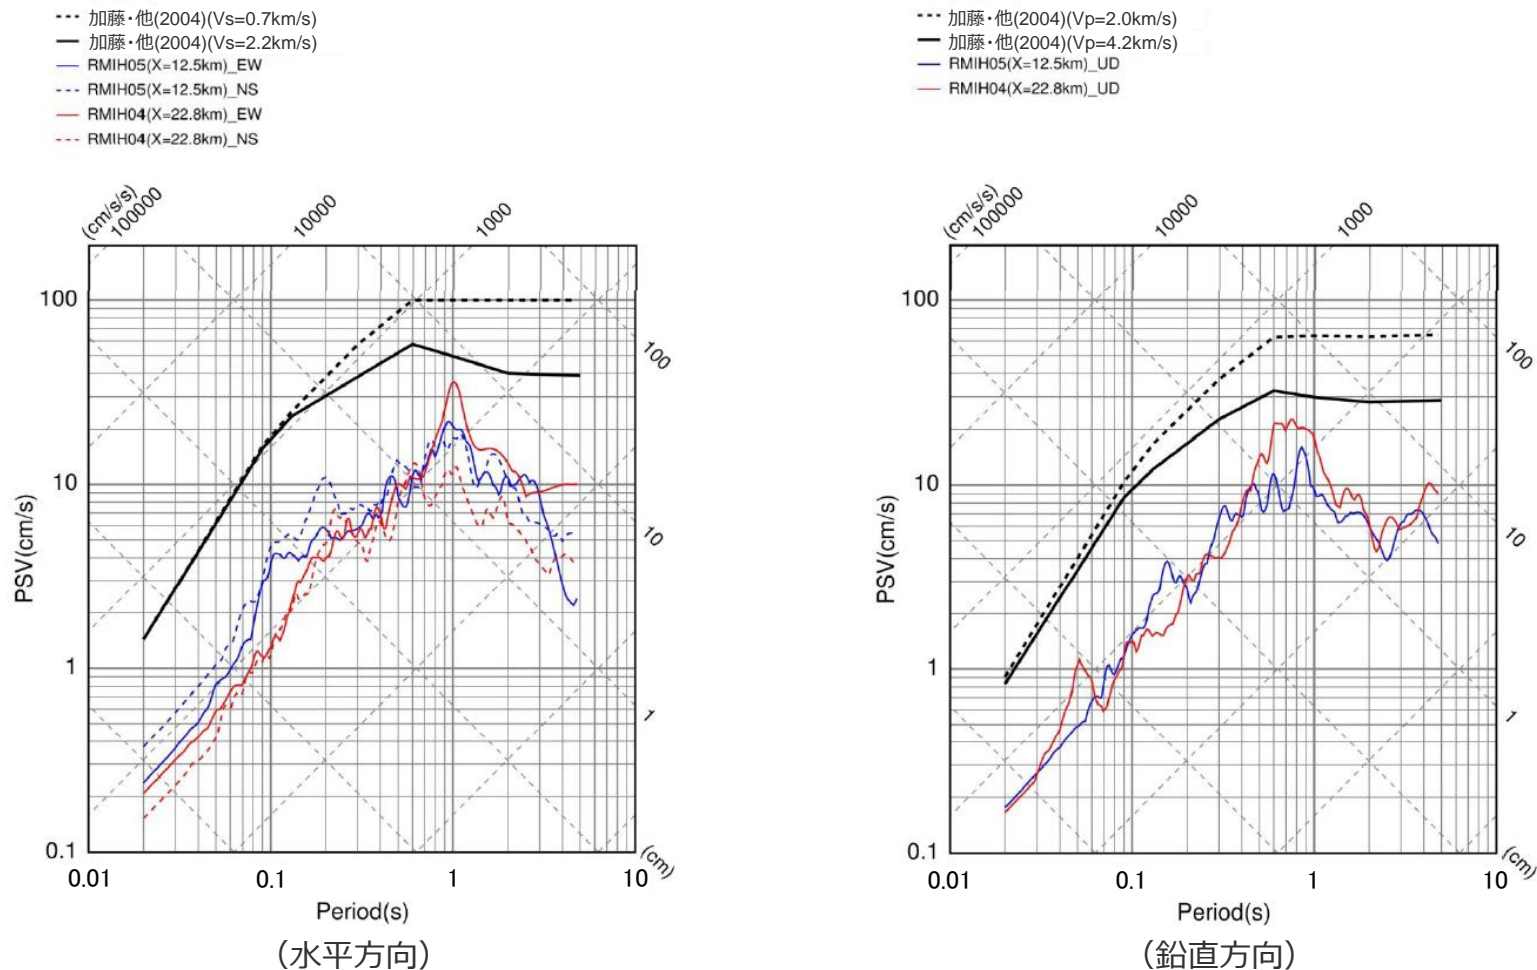 加藤・他(2004)(Vs=0.7km/s)
加藤・他(2004)(Vs=2.2km/s)
RMIH05(X=12.5km)_EW
RMIH05(X=12.5km)_NS
RMIH04(X=22.8km)_EW
RMIH04(X=22.8km)_NS
(cm/s/s)
100000
10000
1000
100
10
1
(cm)
100
10
1
0.1
PSV(cm/s)
0.01
0.1
1
10
Period(s)
（水平方向）
加藤・他(2004)(Vp=2.0km/s)
加藤・他(2004)(Vp=4.2km/s)
RMIH05(X=12.5km)_UD
RMIH04(X=22.8km)_UD
(cm/s/s)
100000
10000
1000
100
10
1
(cm)
100
10
1
0.1
PSV(cm/s)
0.01
0.1
1
10
Period(s)
（鉛直方向）